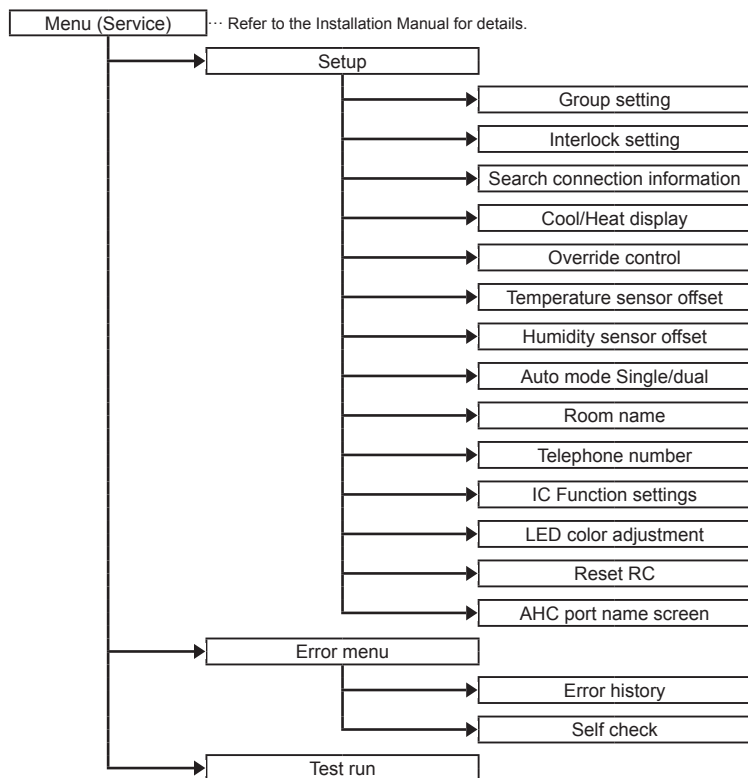 Menu (Service) ··· Refer to the Installation Manual for details.
Setup
Group setting
Interlock setting
Search connection information
Cool/Heat display
Override control
Temperature sensor offset
Humidity sensor offset
Auto mode Single/dual
Room name
Telephone number
IC Function settings
LED color adjustment
Reset RC
AHC port name screen
Error menu
Error history
Self check
Test run